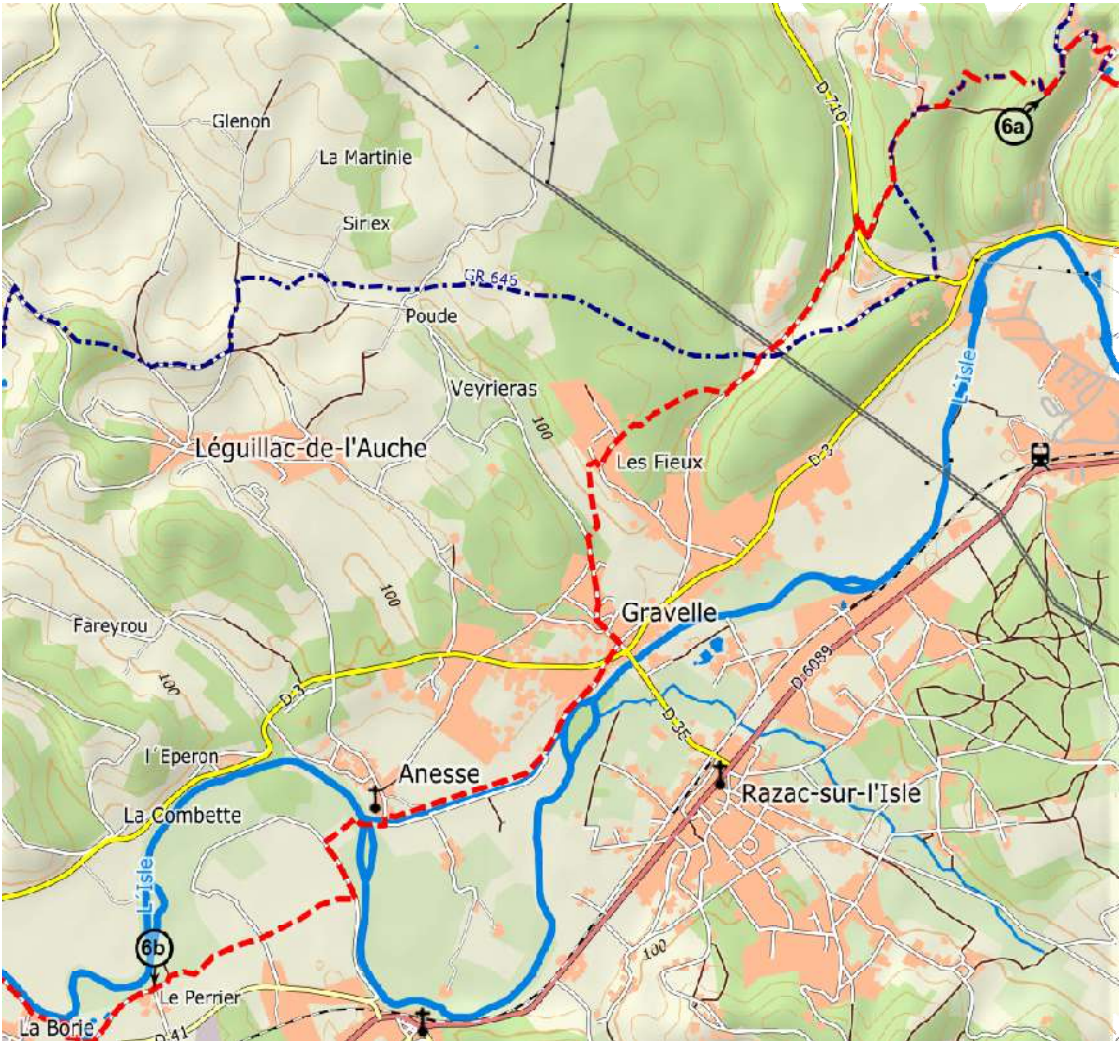 D 710
6a
Glenon
La Martinie
Siriex
GR 646
Poude
L´Isle
Veyrieras
100
Léguillac-de-l'Auche
Les Fieux
D 3
100
Gravelle
Fareyrou
100
D 6089
D 3
D 3E
l´Eperon
Anesse
Razac-sur-l'Isle
La Combette
L´Isle
6b
100
Le Perrier
La Borie
D 41